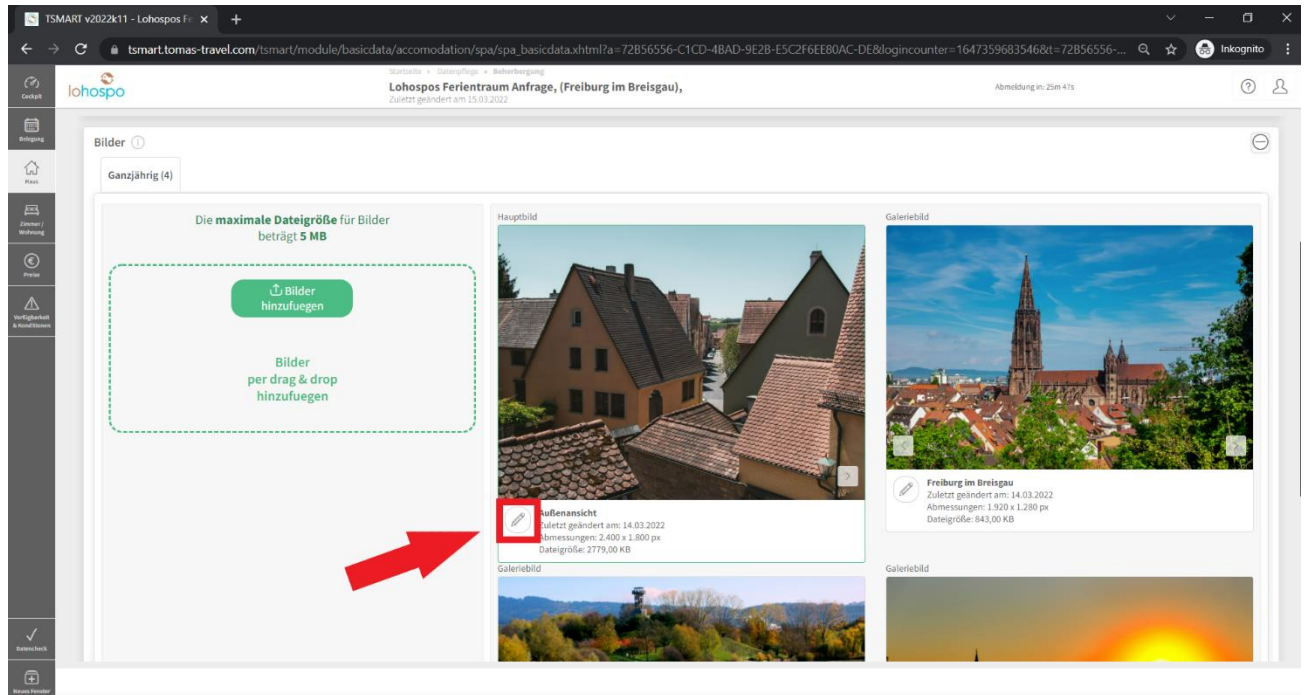 TSMART v2022k11 - Lohospos Fe
tsmart.tomas-travel.com/tsmart/module/basicdata/accomodation/spa/spa_basicdata.xhtml?a=72B56556-C1CD-4BAD-9E2B-E5C2F6EE80AC-DE&logincounter=1647359683546&t=72B56556-...
Inkognito
Cockpit
Belegung
Haus
Zimmer /
Wohnung
Preise
Verfügbarkeit
& Konditionen
Datencheck
Neues Fenster
lohospo
Startseite Datenpflege Beherbergung
Lohospos Ferientraum Anfrage, (Freiburg im Breisgau),
Zuletzt geändert am 15.03.2022
Abmeldung in: 25m 47s
Bilder
Ganzjährig (4)
Die maximale Dateigröße für Bilder
beträgt 5 MB
Bilder
hinzufuegen
Bilder
per drag & drop
hinzufuegen
Hauptbild
Außenansicht
Zuletzt geändert am: 14.03.2022
Abmessungen: 2.400 x 1.800 px
Dateigröße: 2779,00 KB
Galeriebild
Freiburg im Breisgau
Zuletzt geändert am: 14.03.2022
Abmessungen: 1.920 x 1.280 px
Dateigröße: 843,00 KB
Galeriebild
Galeriebild